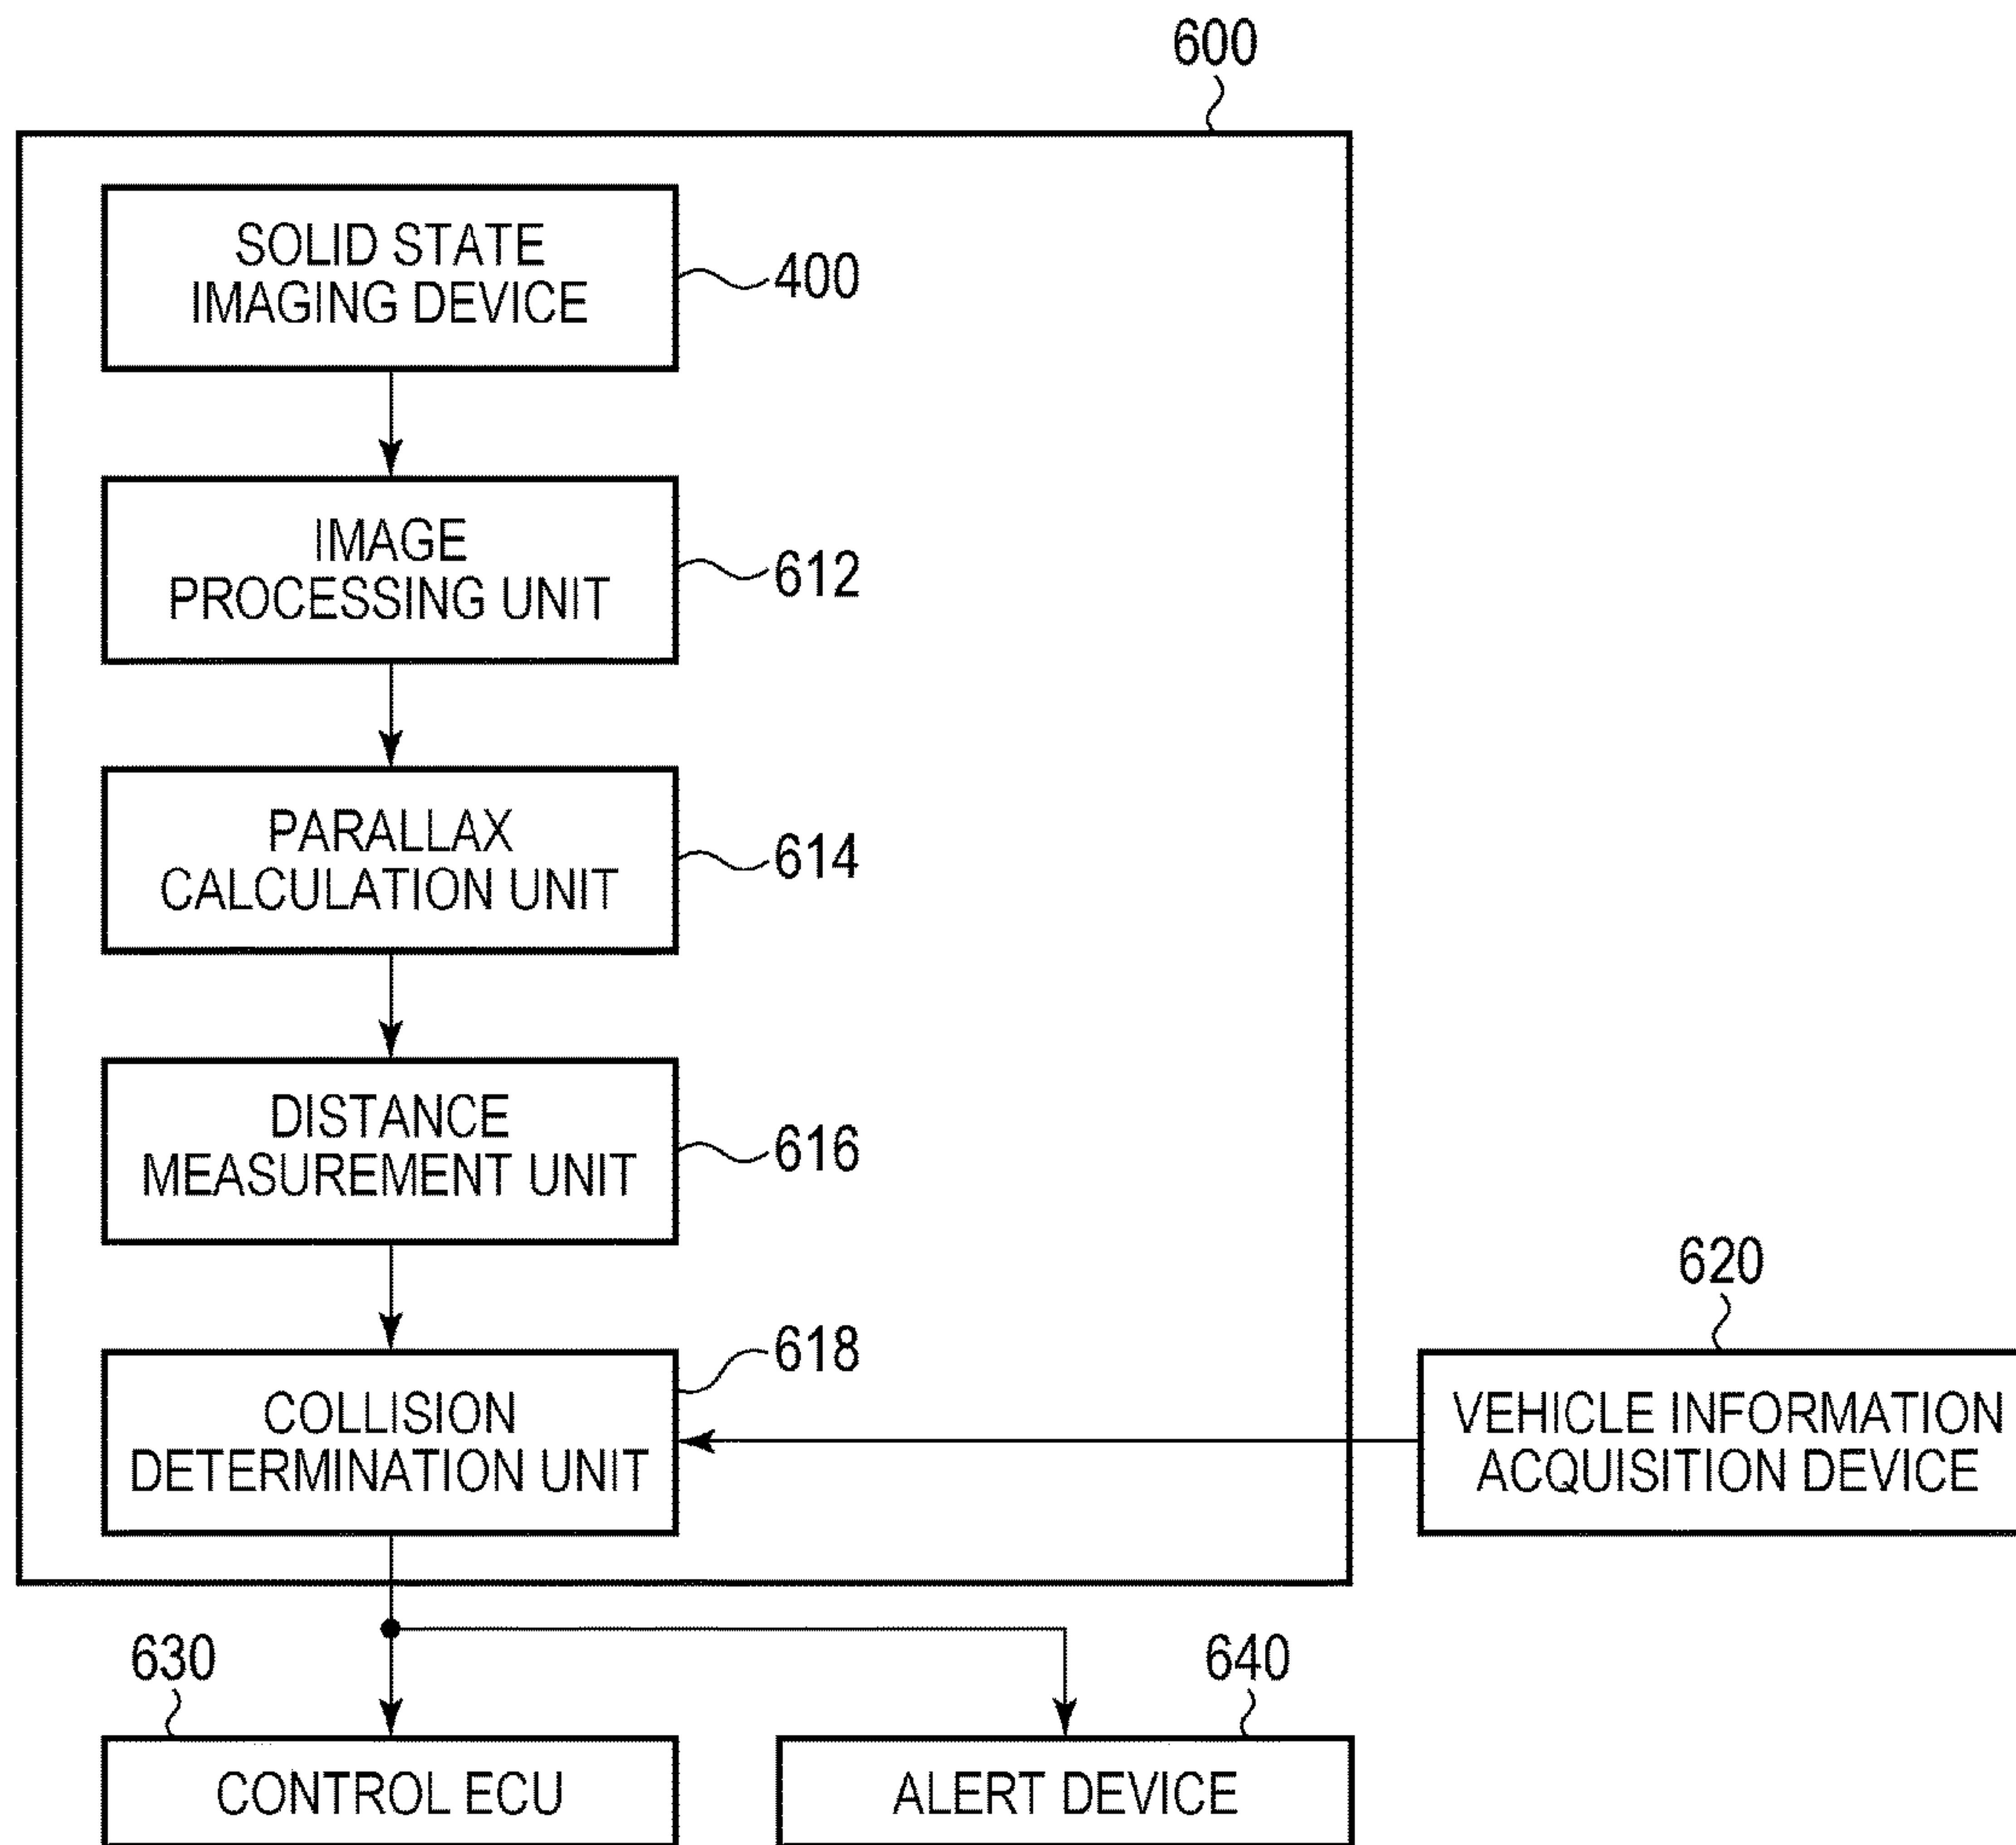 600
SOLID STATE
IMAGING DEVICE
400
IMAGE
PROCESSING UNIT
612
PARALLAX
CALCULATION UNIT
614
DISTANCE
MEASUREMENT UNIT
616
COLLISION
DETERMINATION UNIT
618
620
VEHICLE INFORMATION
ACQUISITION DEVICE
630
CONTROL ECU
640
ALERT DEVICE